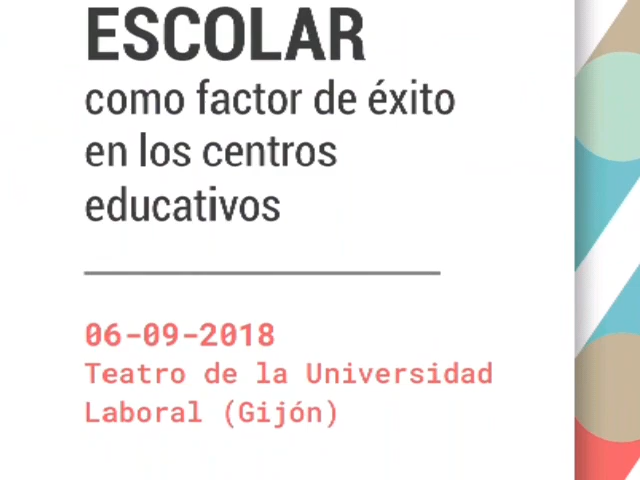 ESCOLAR
como factor de éxito
en los centros
educativos
06-09-2018
Teatro de la Universidad
Laboral (Gijón)